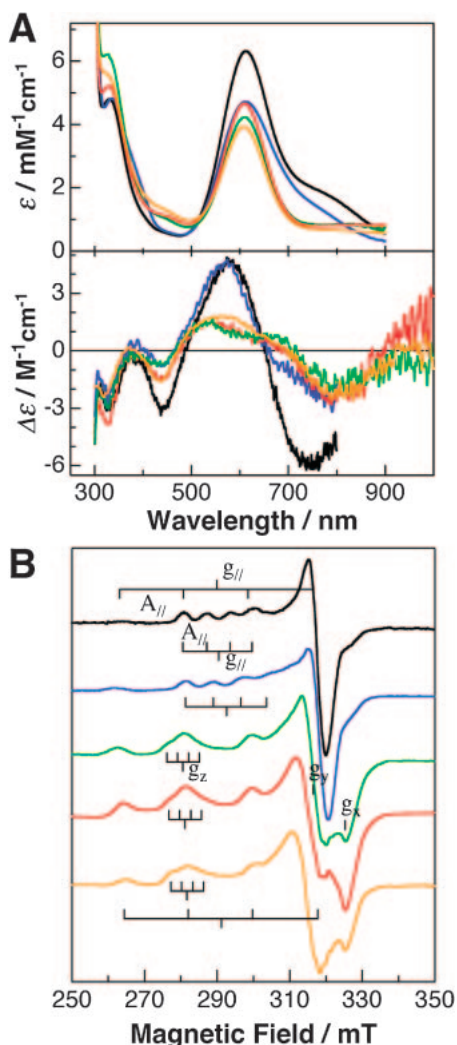 A
ε / mM⁻¹cm⁻¹
6
4
2
0
Δε / M⁻¹cm⁻¹
3
0
-3
-6
300 500 700 900
Wavelength / nm
B
g//
A//
A//
g//
gz
gy
gx
250 270 290 310 330 350
Magnetic Field / mT